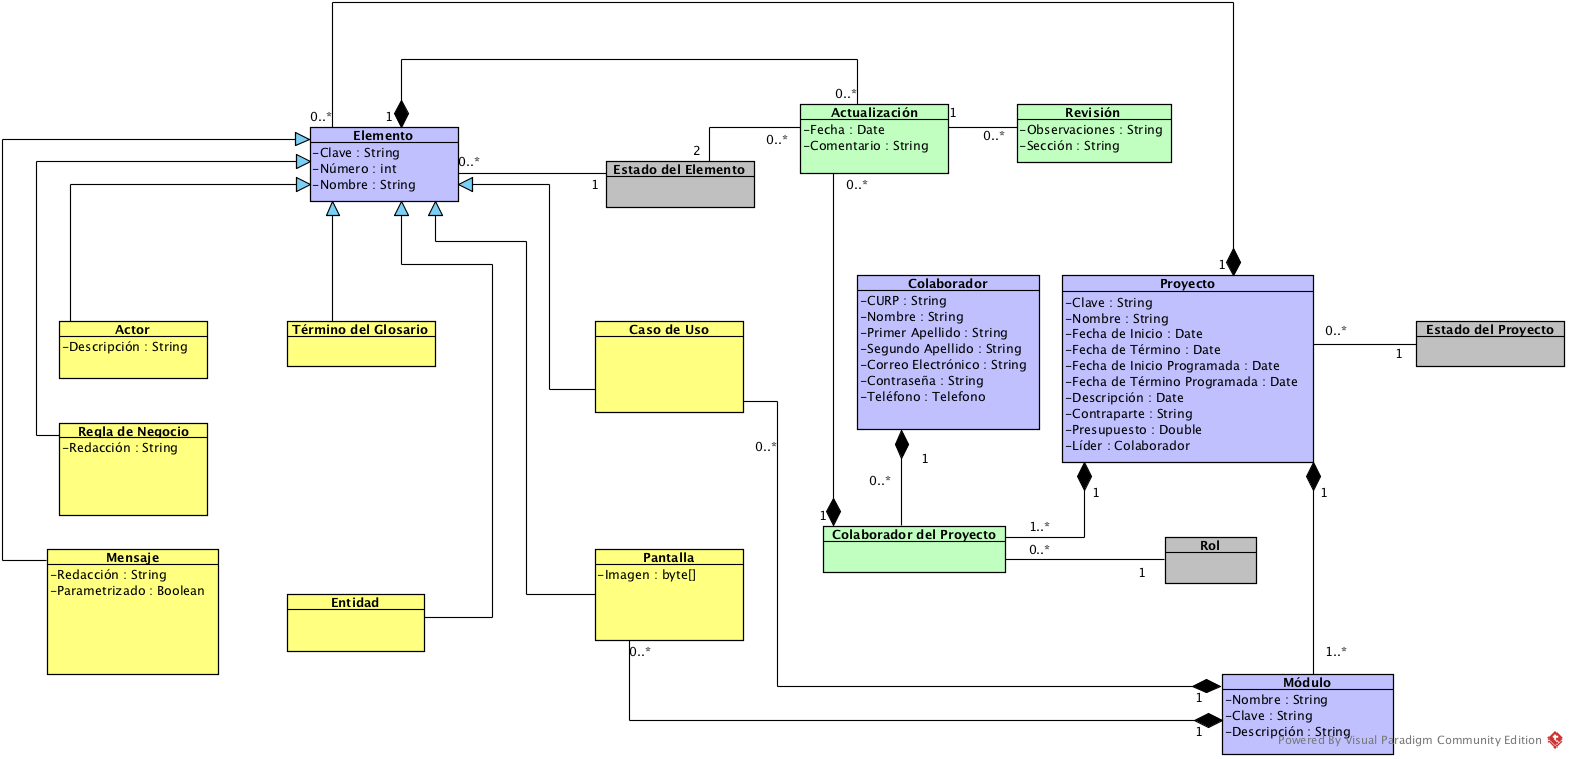 0..*
1
Elemento
-Clave : String
-Número : int
-Nombre : String
0..*
1
Estado del Elemento
2
0..*
0..*
Actualización
-Fecha : Date
-Comentario : String
1
0..*
Revisión
-Observaciones : String
-Sección : String
0..*
1
Colaborador
-CURP : String
-Nombre : String
-Primer Apellido : String
-Segundo Apellido : String
-Correo Electrónico : String
-Contraseña : String
-Teléfono : Telefono
Proyecto
-Clave : String
-Nombre : String
-Fecha de Inicio : Date
-Fecha de Término : Date
-Fecha de Inicio Programada : Date
-Fecha de Término Programada : Date
-Descripción : Date
-Contraparte : String
-Presupuesto : Double
-Líder : Colaborador
0..*
1
Estado del Proyecto
Actor
-Descripción : String
Término del Glosario
Caso de Uso
0..*
Regla de Negocio
-Redacción : String
1
0..*
1
1
1
Colaborador del Proyecto
1..*
0..*
1
Rol
Mensaje
-Redacción : String
-Parametrizado : Boolean
Entidad
Pantalla
-Imagen : byte[]
0..*
1..*
1
1
Módulo
-Nombre : String
-Clave : String
-Descripción : String
Powered By Visual Paradigm Community Edition